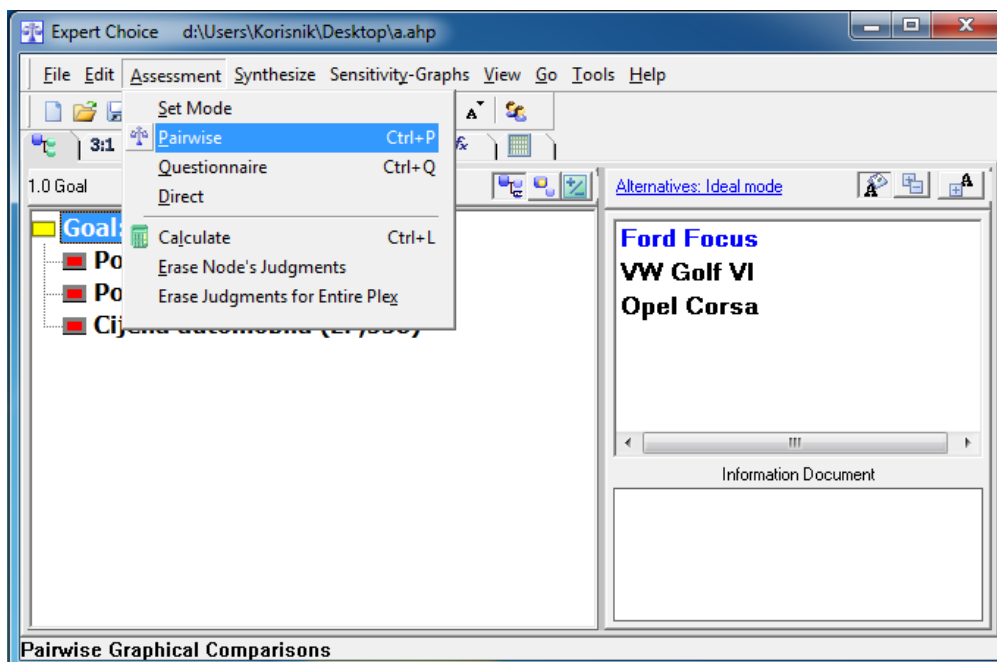 Expert Choice d:\Users\Korisnik\Desktop\a.ahp
File Edit Assessment Synthesize Sensitivity-Graphs View Go Tools Help
Set Mode
3:1 Pairwise Ctrl+P
Questionnaire Ctrl+Q
Direct
Calculate Ctrl+L
Erase Node's Judgments
Erase Judgments for Entire Plex
1.0 Goal
Goal:
Po
Po
Alternatives: Ideal mode
Ford Focus
VW Golf VI
Opel Corsa
Information Document
Pairwise Graphical Comparisons